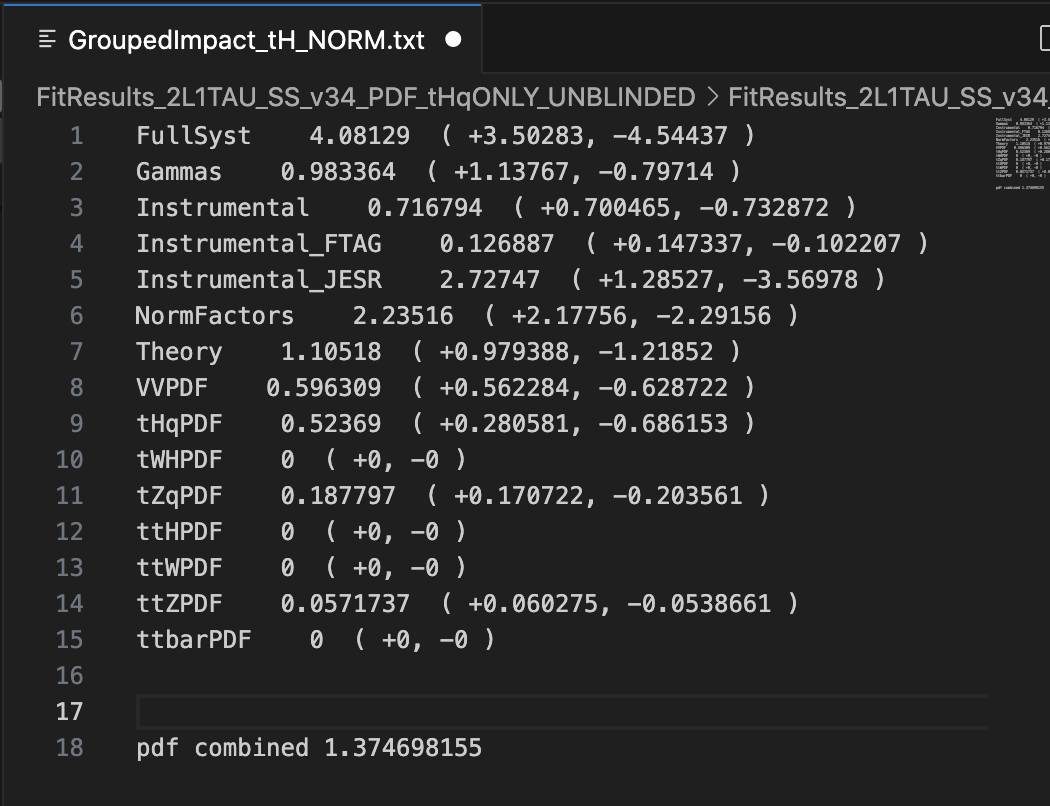 GroupedImpact_tH_NORM.txt
FitResults_2L1TAU_SS_v34_PDF_tHqONLY_UNBLINDED > FitResults_2L1TAU_SS_v34_
1 FullSyst 4.08129 ( +3.50283, -4.54437 )
2 Gammas 0.983364 ( +1.13767, -0.79714 )
3 Instrumental 0.716794 ( +0.700465, -0.732872 )
4 Instrumental_FTAG 0.126887 ( +0.147337, -0.102207 )
5 Instrumental_JESR 2.72747 ( +1.28527, -3.56978 )
6 NormFactors 2.23516 ( +2.17756, -2.29156 )
7 Theory 1.10518 ( +0.979388, -1.21852 )
8 VVPDF 0.596309 ( +0.562284, -0.628722 )
9 tHqPDF 0.52369 ( +0.280581, -0.686153 )
10 tWHPDF 0 ( +0, -0 )
11 tZqPDF 0.187797 ( +0.170722, -0.203561 )
12 ttHPDF 0 ( +0, -0 )
13 ttWPDF 0 ( +0, -0 )
14 ttZPDF 0.0571737 ( +0.060275, -0.0538661 )
15 ttbarPDF 0 ( +0, -0 )
16
17
18 pdf combined 1.374698155